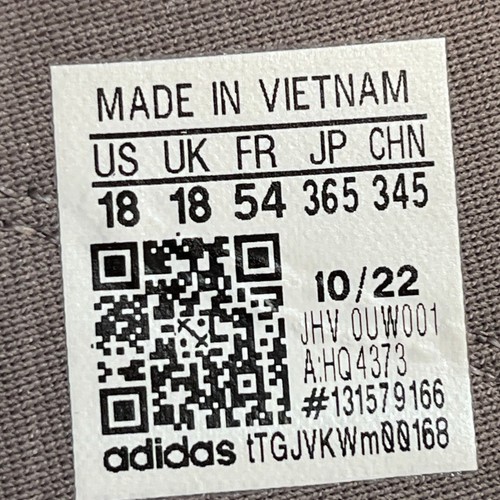 MADE IN VIETNAM
US UK FR JP CHN
18 18 54 365 345
10/22
JHV 0UW001
A:HQ4373
#131579166
adidas tTGJVKWm00168